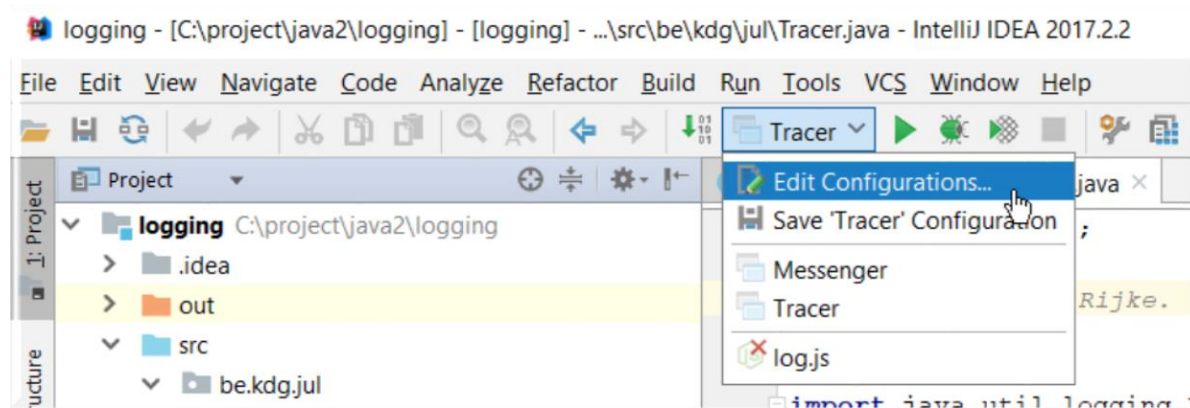 logging - [C:\project\java2\logging] - [logging] - ...\src\be\kdg\jul\Tracer.java - IntelliJ IDEA 2017.2.2
File Edit View Navigate Code Analyze Refactor Build Run Tools VCS Window Help
Tracer
Project
Edit Configurations...
java
1: Project
logging C:\project\java2\logging
Save 'Tracer' Configuration
;
.idea
Messenger
out
Tracer
Rijke.
src
log.js
be.kdg.jul
ucture
import java.util.logging